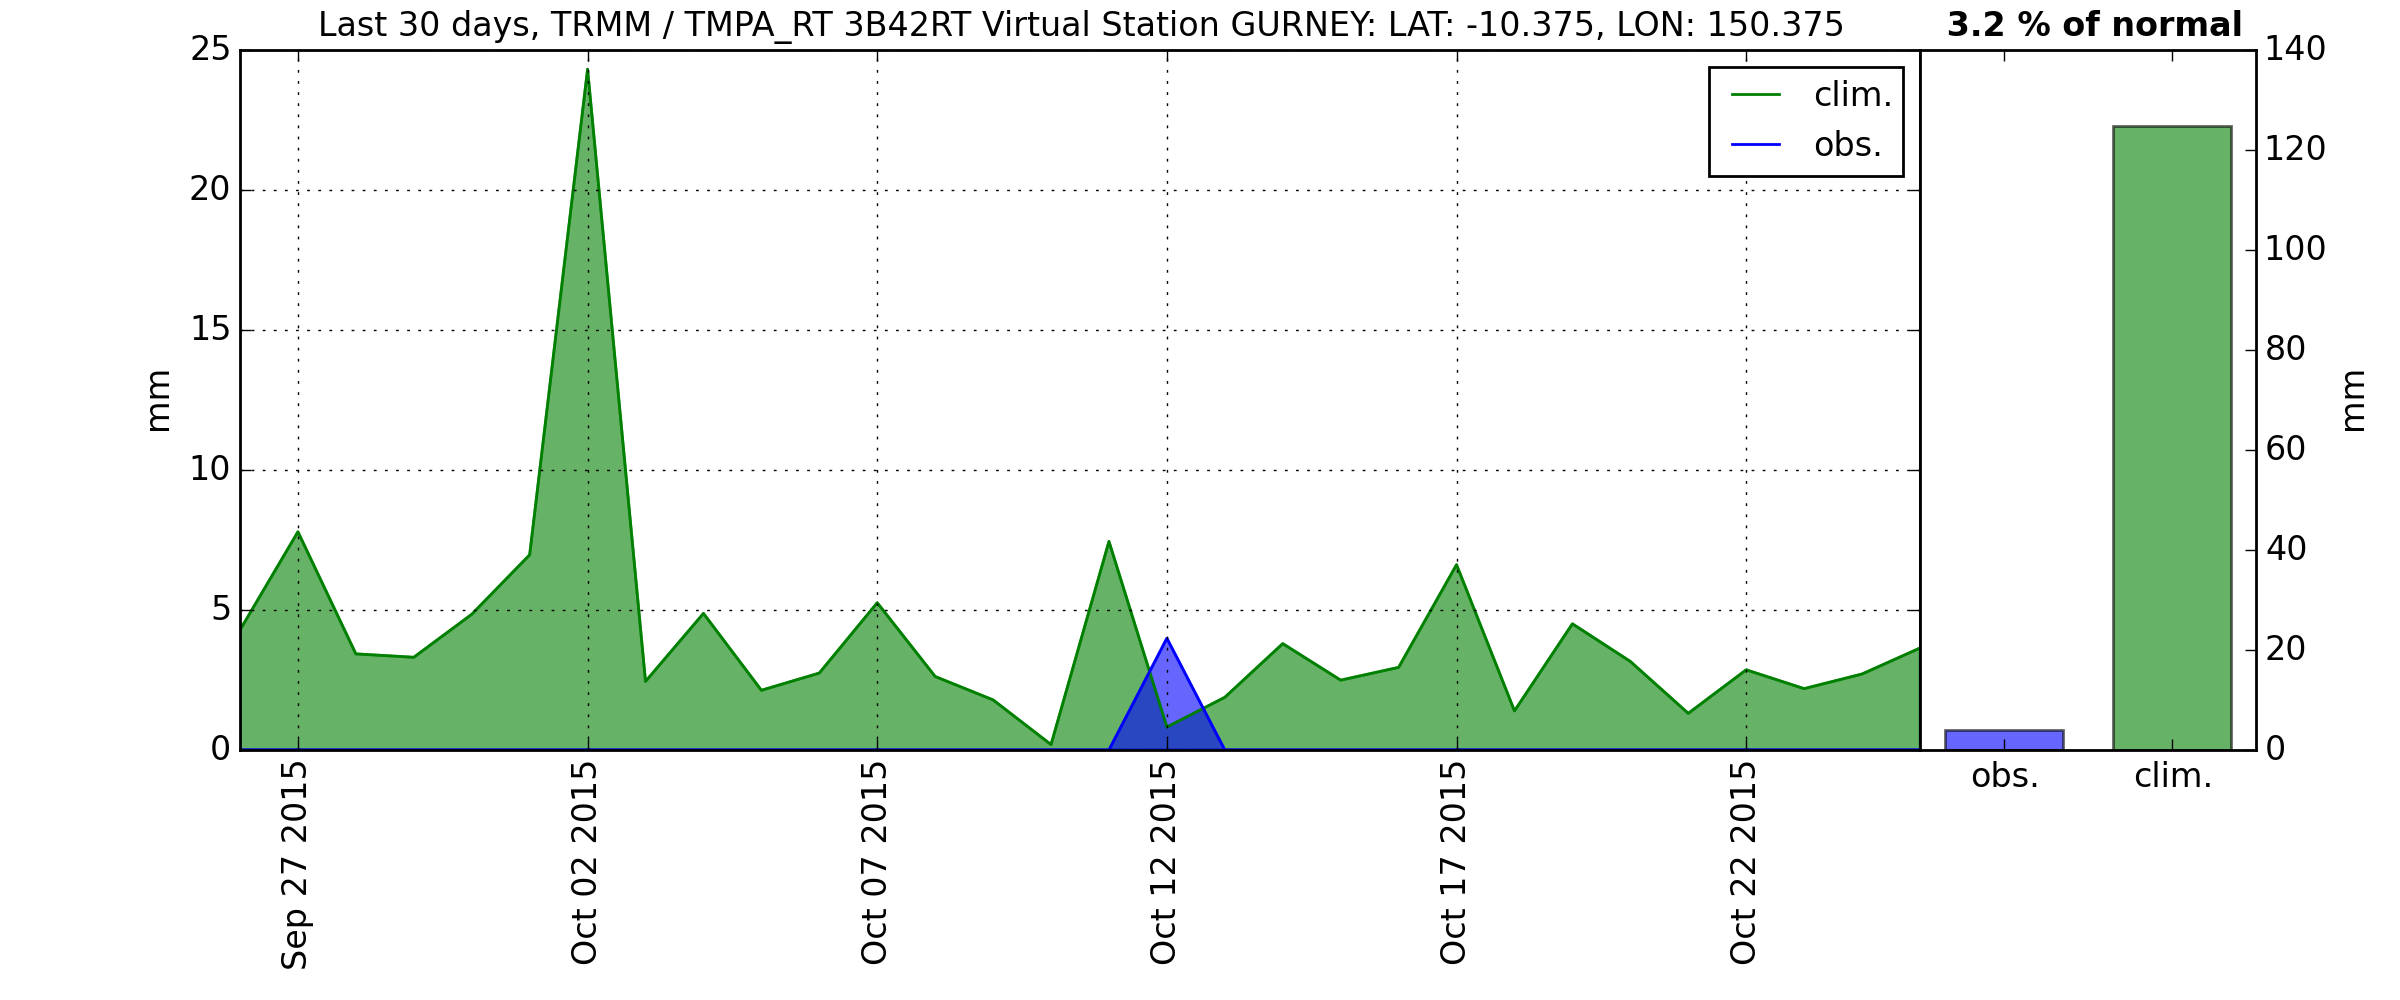 Last 30 days, TRMM / TMPA_RT 3B42RT Virtual Station GURNEY: LAT: -10.375, LON: 150.375
3.2 % of normal
25
20
15
10
5
0
mm
clim.
obs.
Sep 27 2015
Oct 02 2015
Oct 07 2015
Oct 12 2015
Oct 17 2015
Oct 22 2015
obs.
clim.
140
120
100
80
60
40
20
0
mm